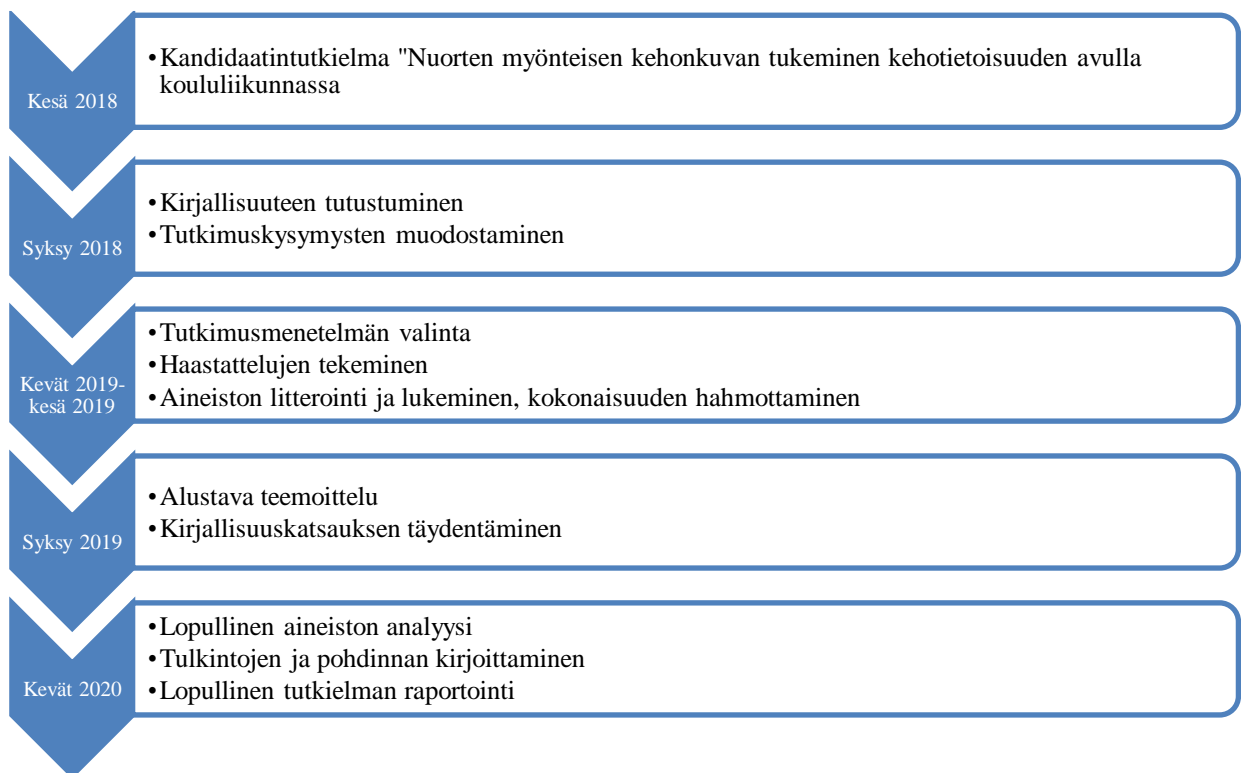 Kesä 2018
•Kandidaatintutkielma "Nuorten myönteisen kehonkuvan tukeminen kehotietoisuuden avulla
koululiikunnassa
Syksy 2018
•Kirjallisuuteen tutustuminen
•Tutkimuskysymysten muodostaminen
Kevät 2019-
kesä 2019
•Tutkimusmenetelmän valinta
•Haastattelujen tekeminen
•Aineiston litterointi ja lukeminen, kokonaisuuden hahmottaminen
Syksy 2019
•Alustava teemoittelu
•Kirjallisuuskatsauksen täydentäminen
Kevät 2020
•Lopullinen aineiston analyysi
•Tulkintojen ja pohdinnan kirjoittaminen
•Lopullinen tutkielman raportointi